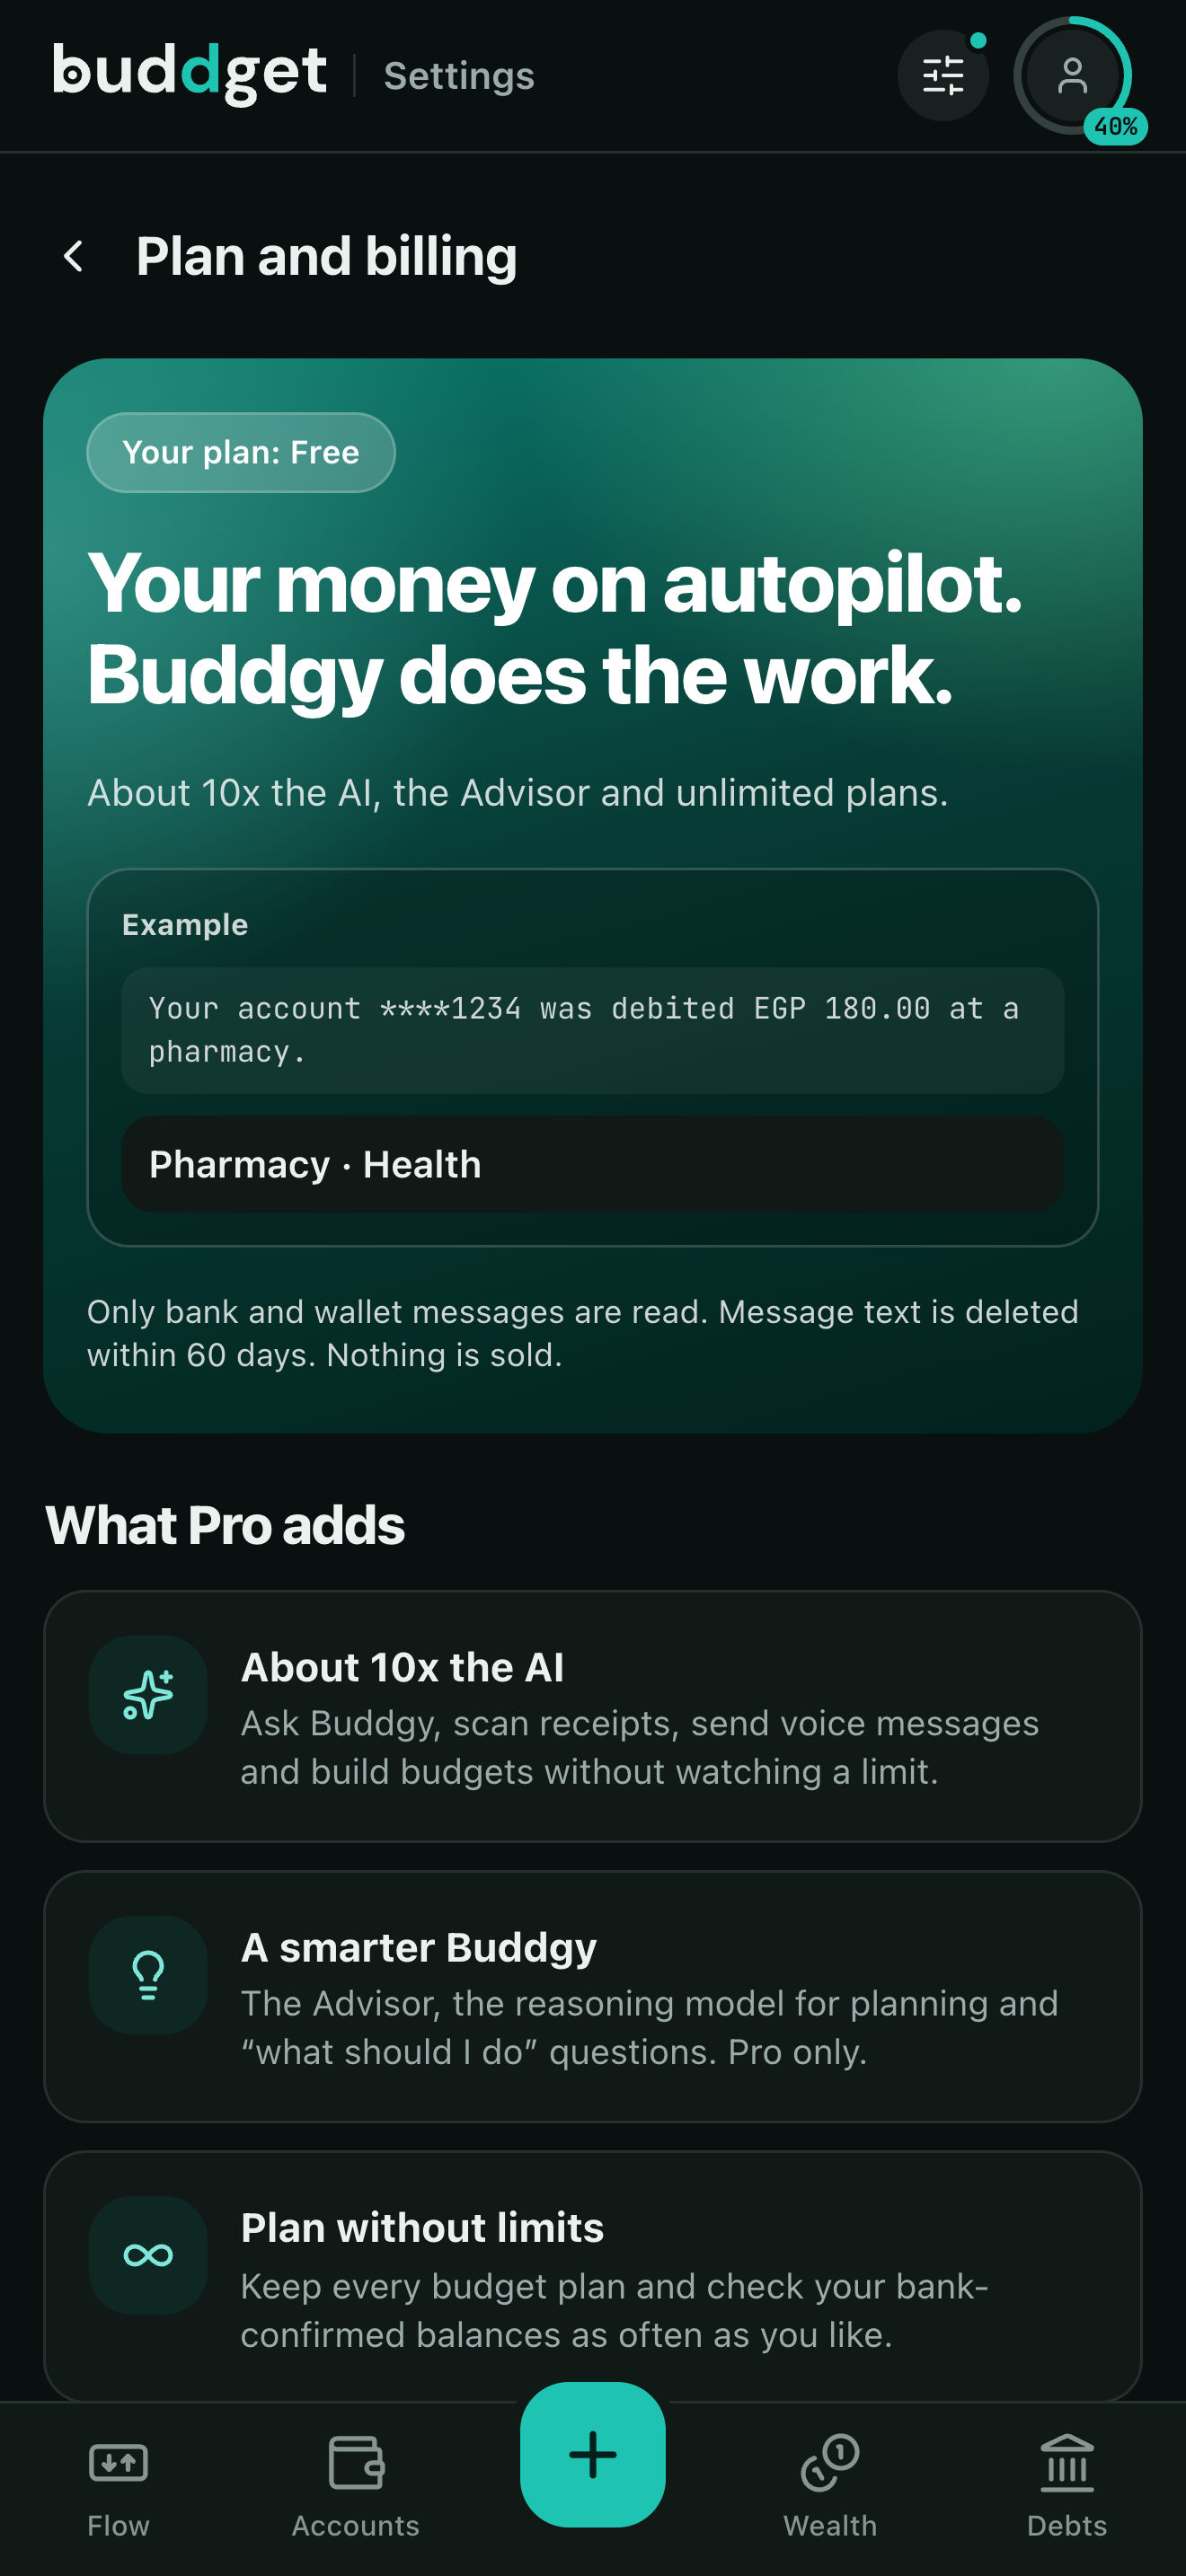 buddget
Settings
40%
Plan and billing
Your plan: Free
Your money on autopilot.
Buddgy does the work.
About 10x the AI, the Advisor and unlimited plans.
Example
Your account ****1234 was debited EGP 180.00 at a
pharmacy.
Pharmacy · Health
Only bank and wallet messages are read. Message text is deleted
within 60 days. Nothing is sold.
What Pro adds
About 10x the AI
Ask Buddgy, scan receipts, send voice messages
and build budgets without watching a limit.
A smarter Buddgy
The Advisor, the reasoning model for planning and
“what should I do” questions. Pro only.
Plan without limits
Keep every budget plan and check your bank-
confirmed balances as often as you like.
Flow
Accounts
Wealth
Debts